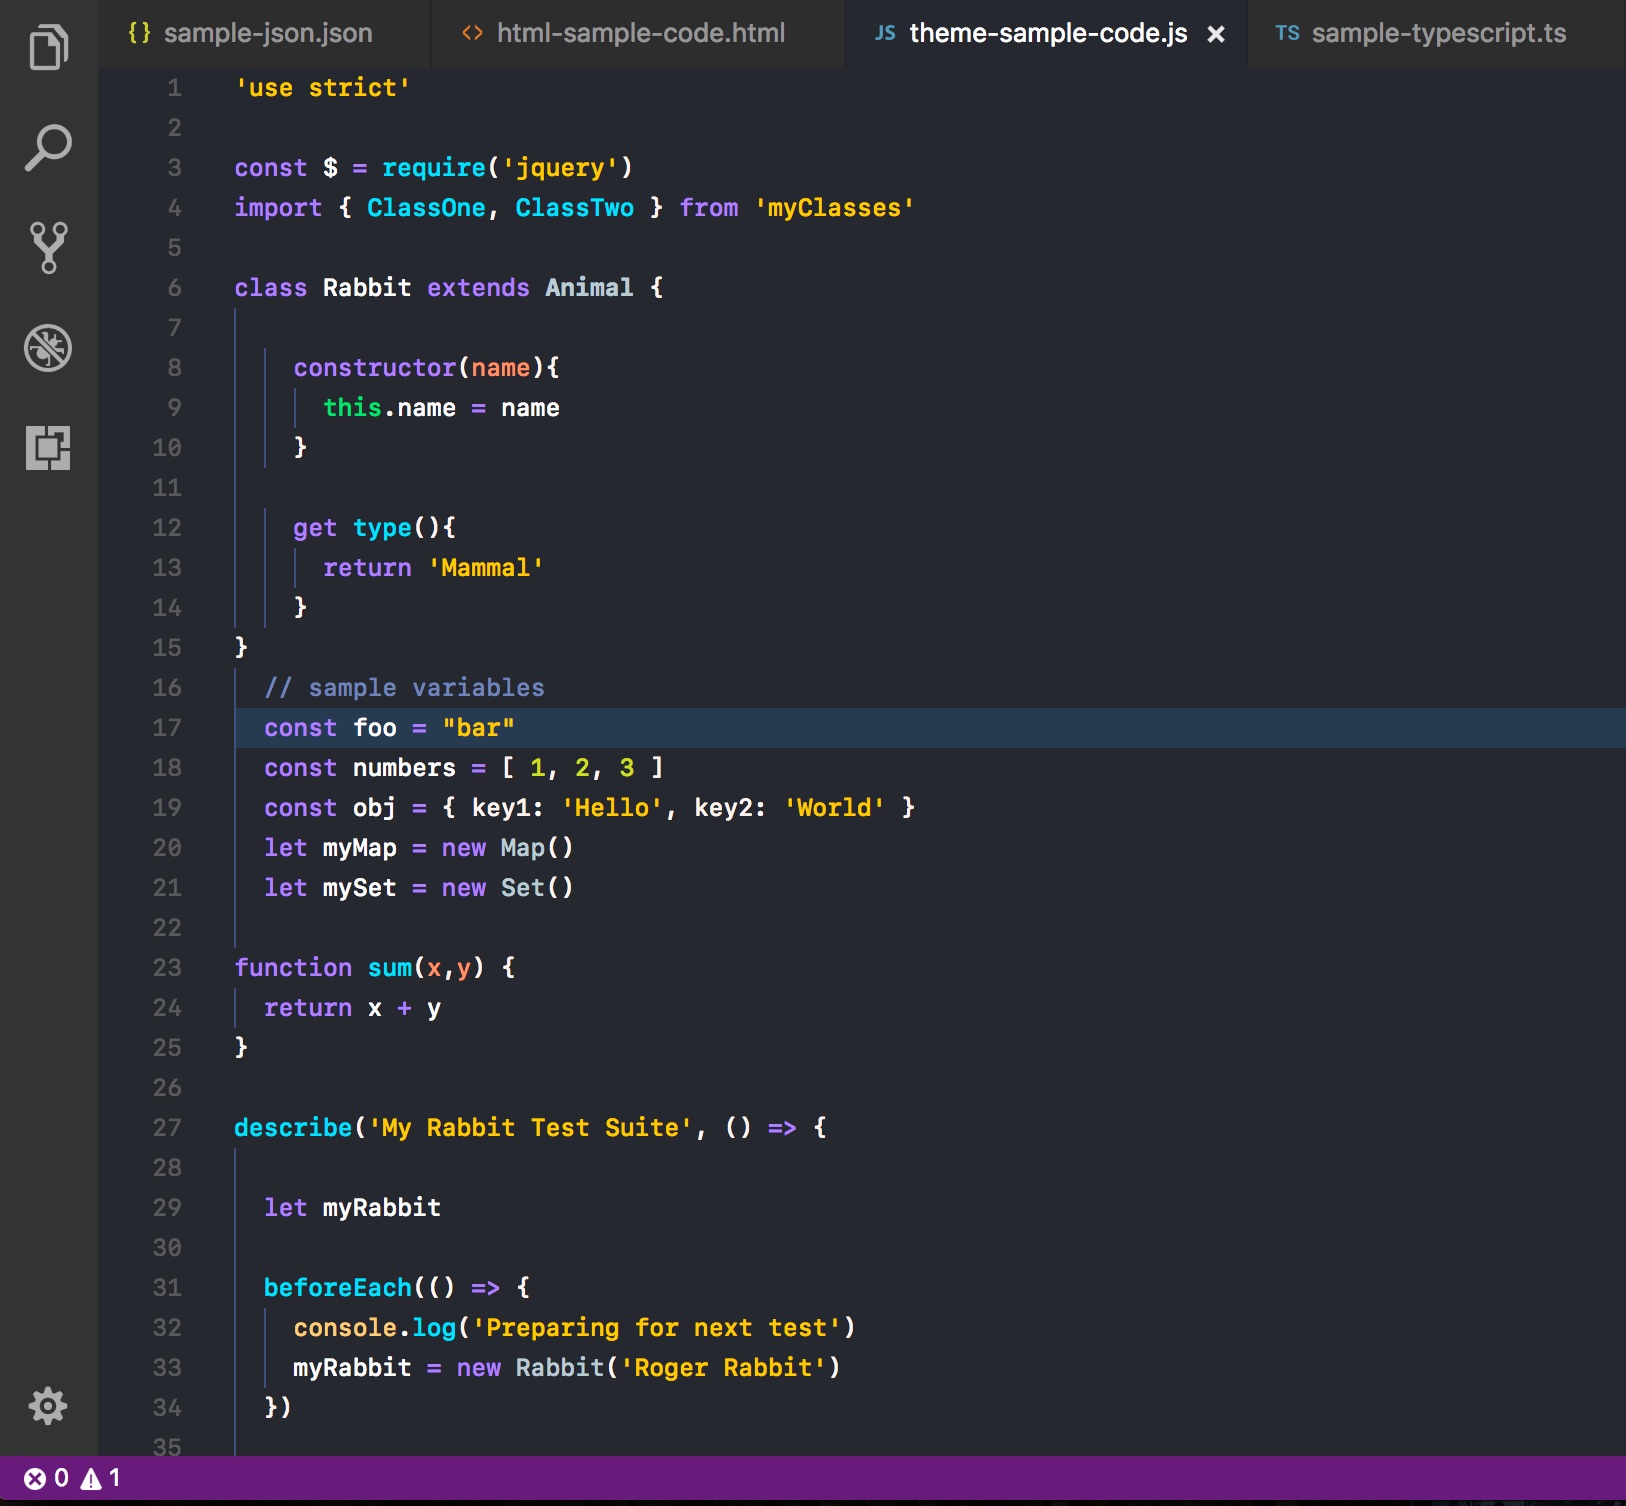 {} sample-json.json <> html-sample-code.html JS theme-sample-code.js × TS sample-typescript.ts
1 'use strict'
2
3 const $ = require('jquery')
4 import { ClassOne, ClassTwo } from 'myClasses'
5
6 class Rabbit extends Animal {
7
8 constructor(name){
9 this.name = name
10 }
11
12 get type(){
13 return 'Mammal'
14 }
15 }
16 // sample variables
17 const foo = "bar"
18 const numbers = [ 1, 2, 3 ]
19 const obj = { key1: 'Hello', key2: 'World' }
20 let myMap = new Map()
21 let mySet = new Set()
22
23 function sum(x,y) {
24 return x + y
25 }
26
27 describe('My Rabbit Test Suite', () => {
28
29 let myRabbit
30
31 beforeEach(() => {
32 console.log('Preparing for next test')
33 myRabbit = new Rabbit('Roger Rabbit')
34 })
35
0 1